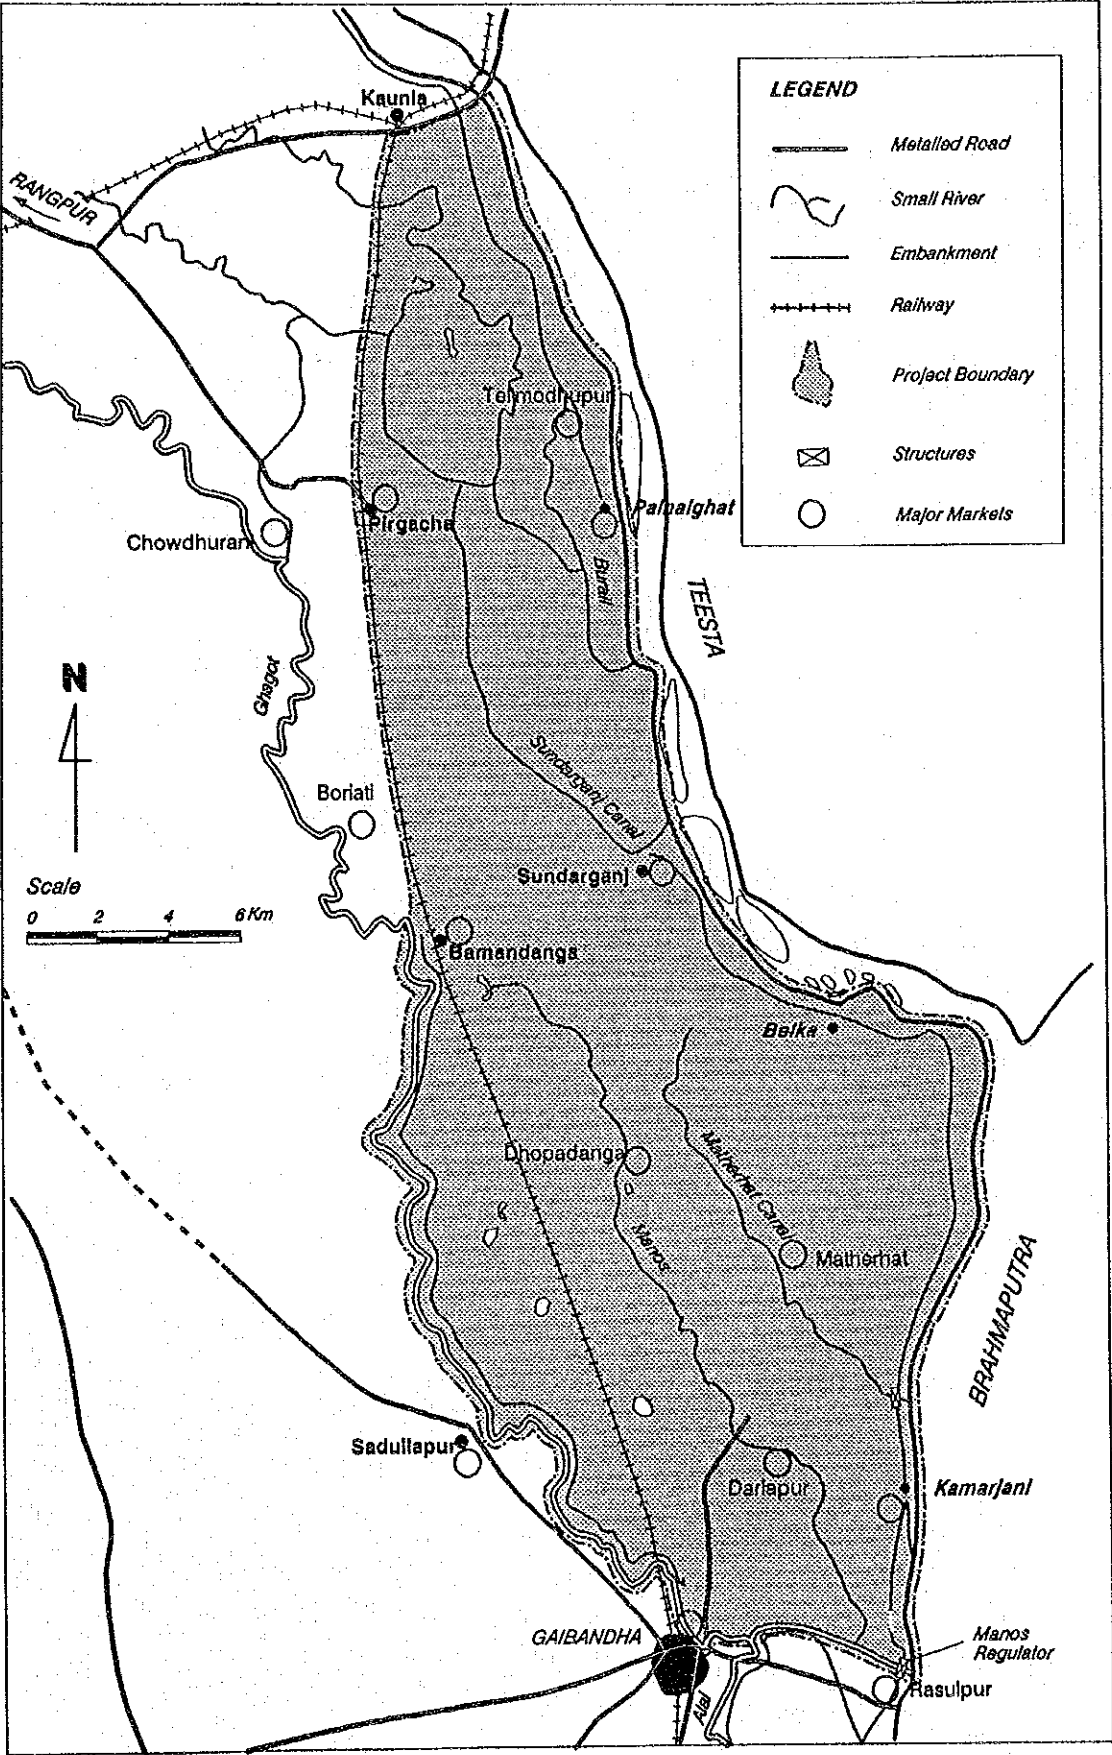 Kaunia
LEGEND
Metalled Road
Small River
Embankment
Railway
Project Boundary
Structures
Major Markets
RANGPUR
Telmodhupur
Pirgacha
Chowdhurani
Burail
TEESTA
N
Ghagot
Sundarganj Canal
Boriati
Sundarganj
Scale
0 2 4 6 Km
Bamandanga
Belka
Dhopadanga
Matherhat Canal
Manos
Matherhat
BRAHMAPUTRA
Sadullapur
Dariapur
Kamarjani
GAIBANDHA
Manos
Regulator
Rasulpur
Alai